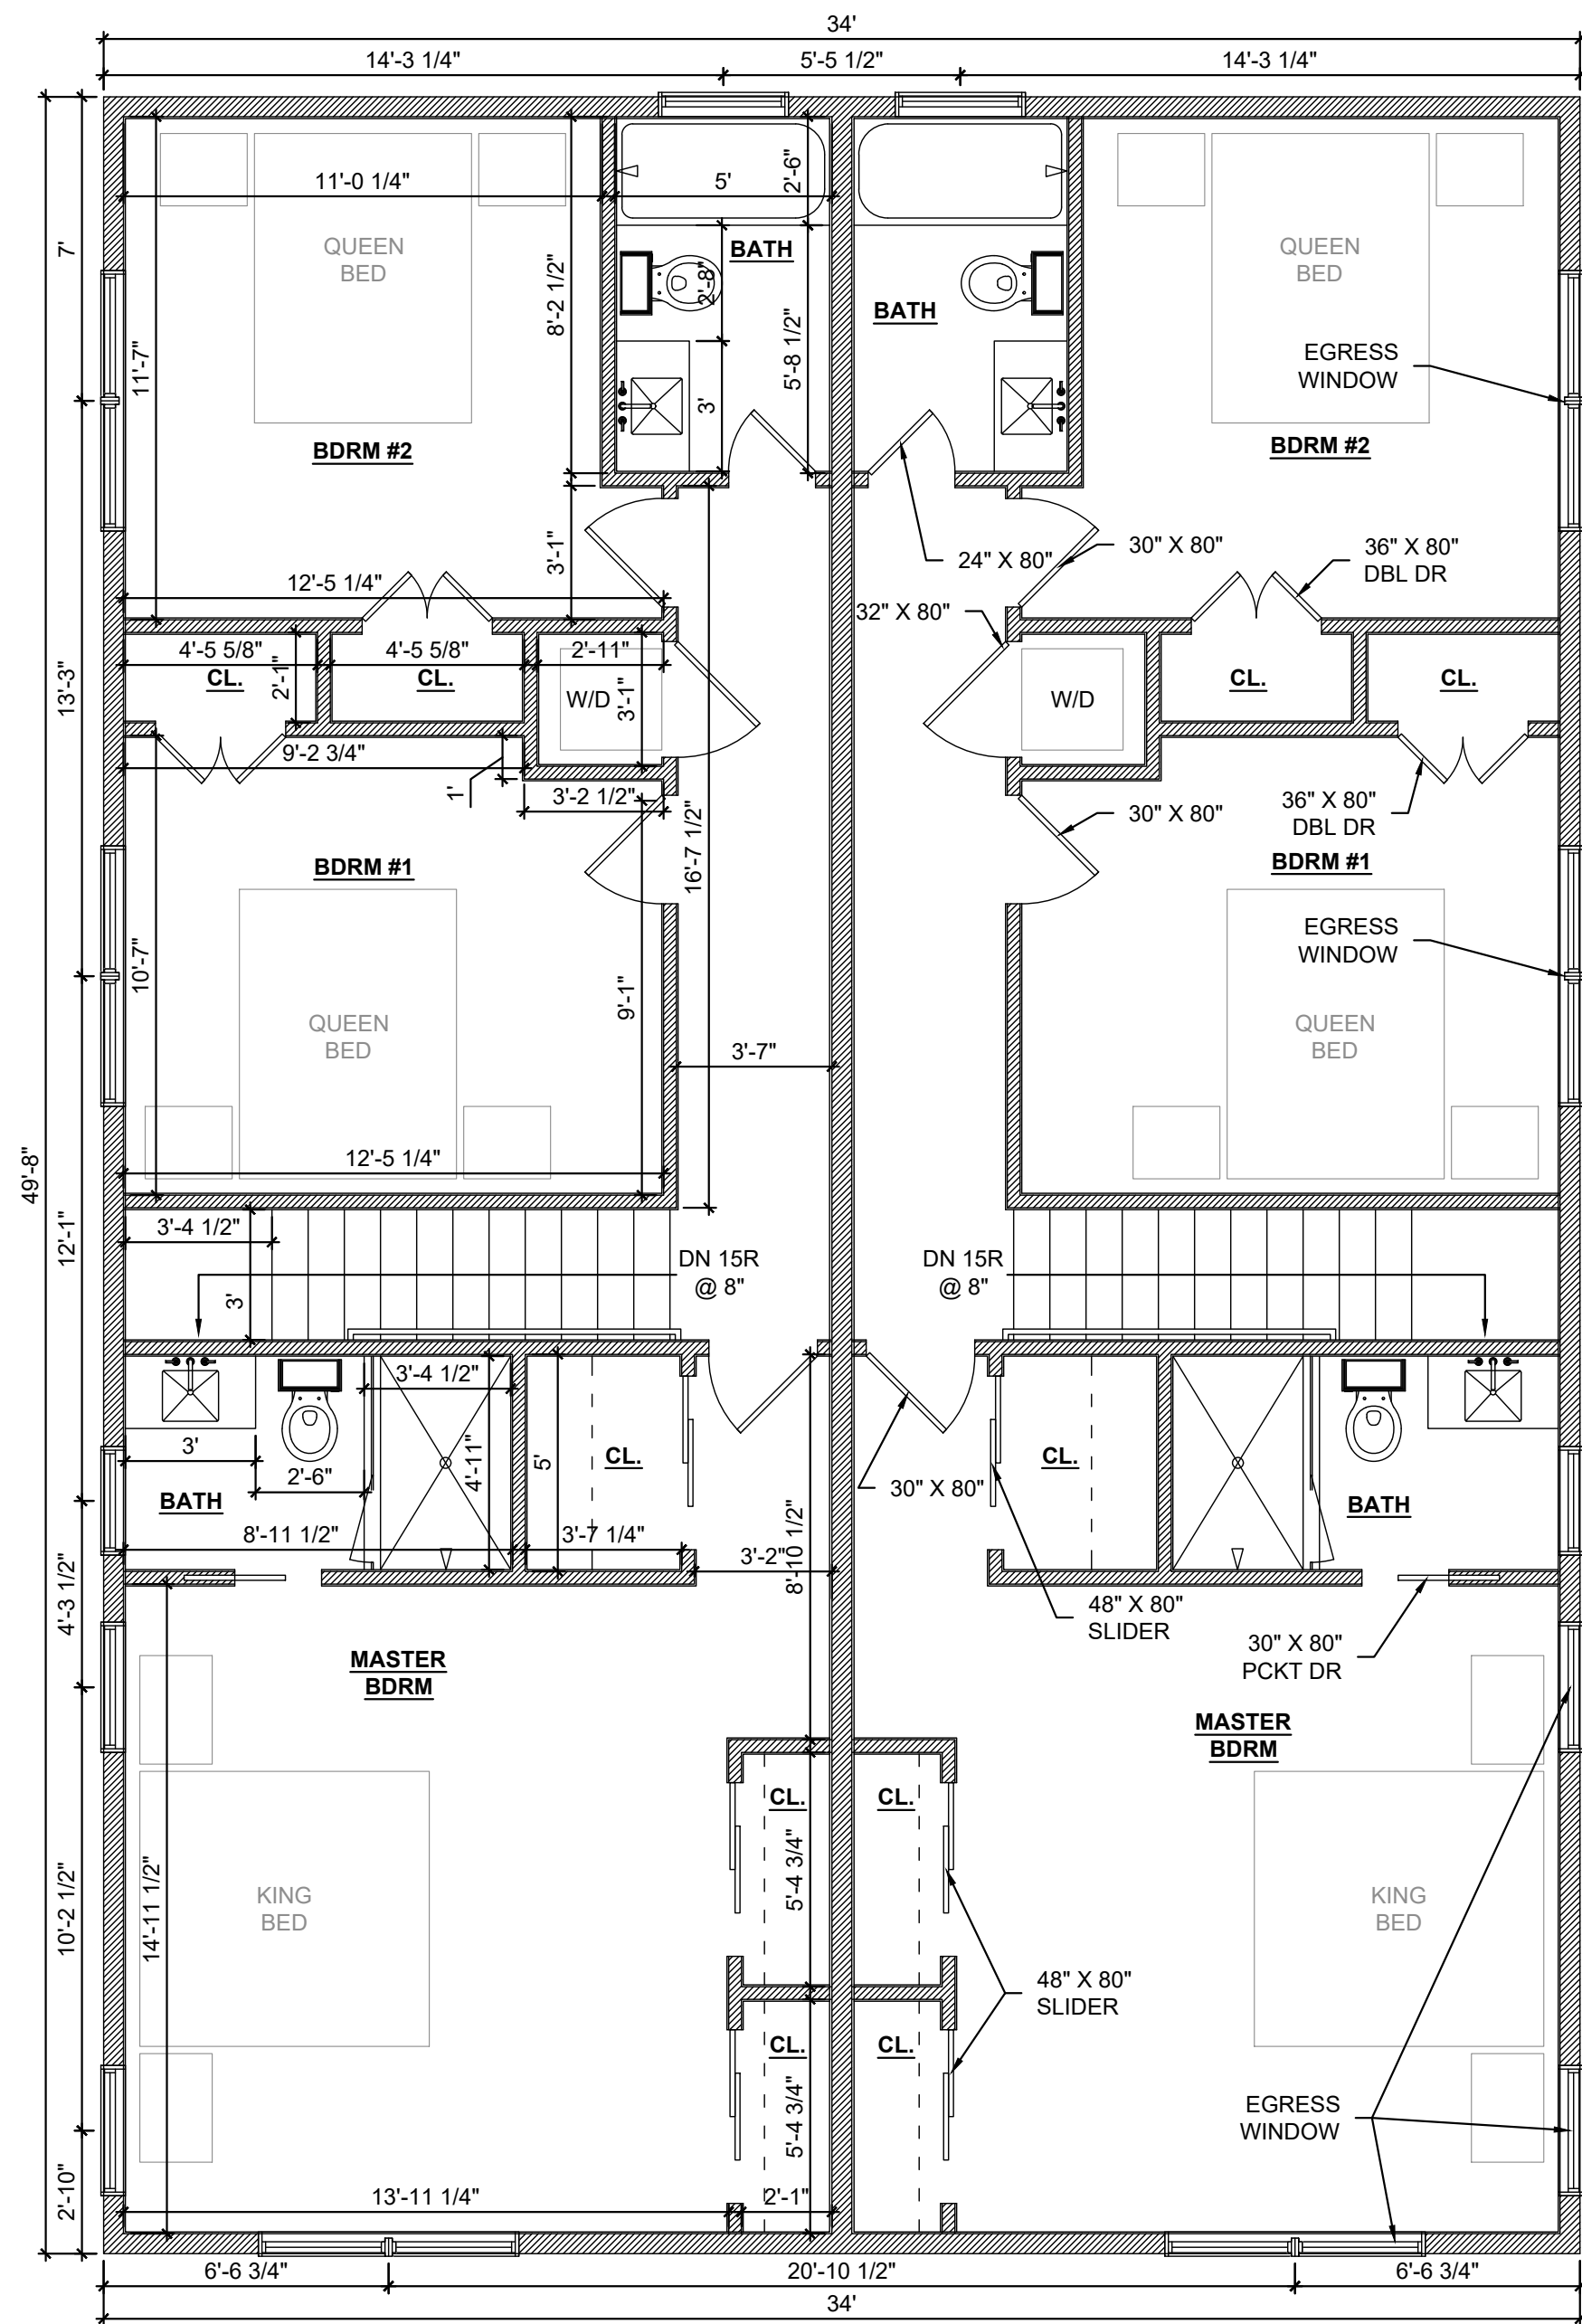 34'
14'-3 1/4"
5'-5 1/2"
14'-3 1/4"
49'-8"
7'
13'-3"
12'-1"
4'-3 1/2"
10'-2 1/2"
2'-10"
11'-0 1/4"
5'
2'-6"
QUEEN
BED
BATH
2'-8"
8'-2 1/2"
11'-7"
5'-8 1/2"
3'
BDRM #2
3'-1"
12'-5 1/4"
BATH
QUEEN
BED
EGRESS
WINDOW
BDRM #2
24" X 80"
30" X 80"
36" X 80"
DBL DR
32" X 80"
4'-5 5/8"
CL.
2'-1"
4'-5 5/8"
CL.
2'-11"
W/D
3'-1"
W/D
CL.
CL.
9'-2 3/4"
1'
3'-2 1/2"
16'-7 1/2"
30" X 80"
36" X 80"
DBL DR
BDRM #1
BDRM #1
10'-7"
9'-1"
EGRESS
WINDOW
QUEEN
BED
QUEEN
BED
3'-7"
12'-5 1/4"
3'-4 1/2"
3'
DN 15R
@ 8"
DN 15R
@ 8"
3'-4 1/2"
3'
2'-6"
4'-11"
5'
CL.
BATH
8'-11 1/2"
3'-7 1/4"
3'-2"
8'-10 1/2"
30" X 80"
CL.
BATH
48" X 80"
SLIDER
30" X 80"
PCKT DR
MASTER
BDRM
MASTER
BDRM
CL.
CL.
5'-4 3/4"
14'-11 1/2"
KING
BED
KING
BED
48" X 80"
SLIDER
CL.
CL.
5'-4 3/4"
EGRESS
WINDOW
13'-11 1/4"
2'-1"
6'-6 3/4"
20'-10 1/2"
6'-6 3/4"
34'